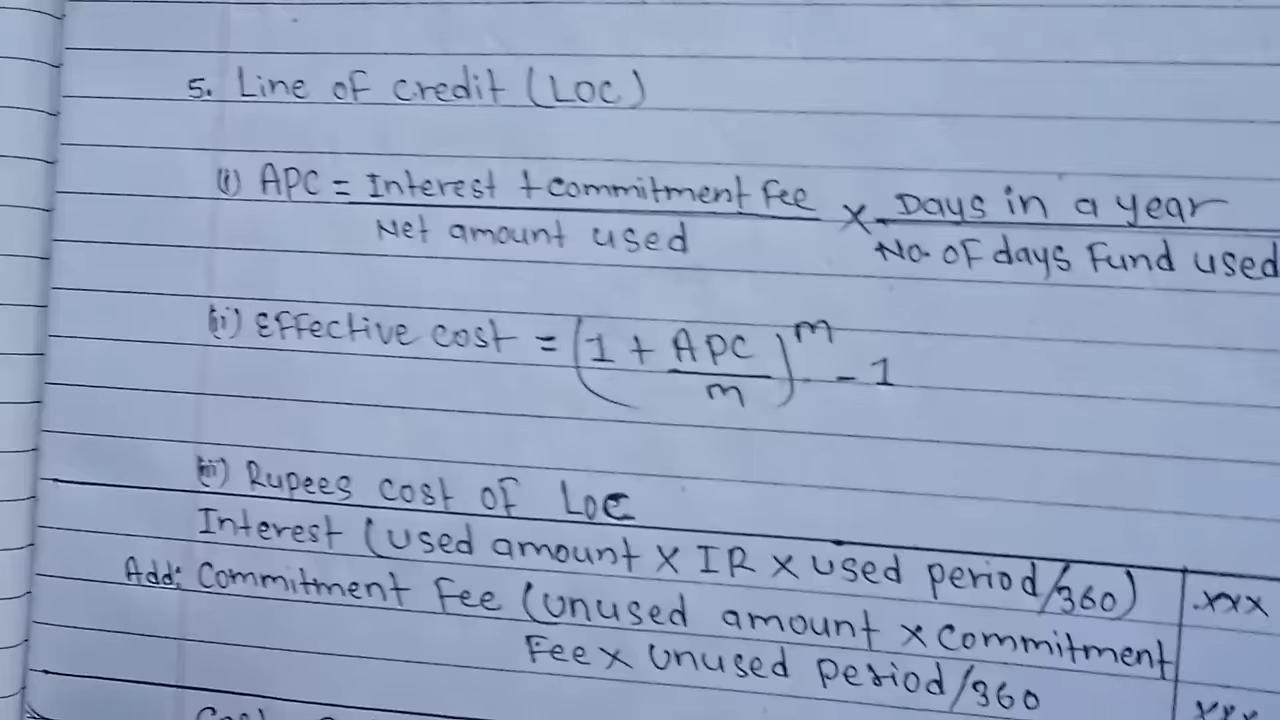 5. Line of credit (LOC)
(i) APC = Interest + commitment Fee / Net amount used × Days in a year / No. of days Fund used
(ii) Effective cost = (1 + APC / m)^m - 1
(iii) Rupees cost of LOC
Interest (used amount × IR × used period/360) xxx
Add: Commitment Fee (unused amount × commitment
Fee × unused period/360 xxx